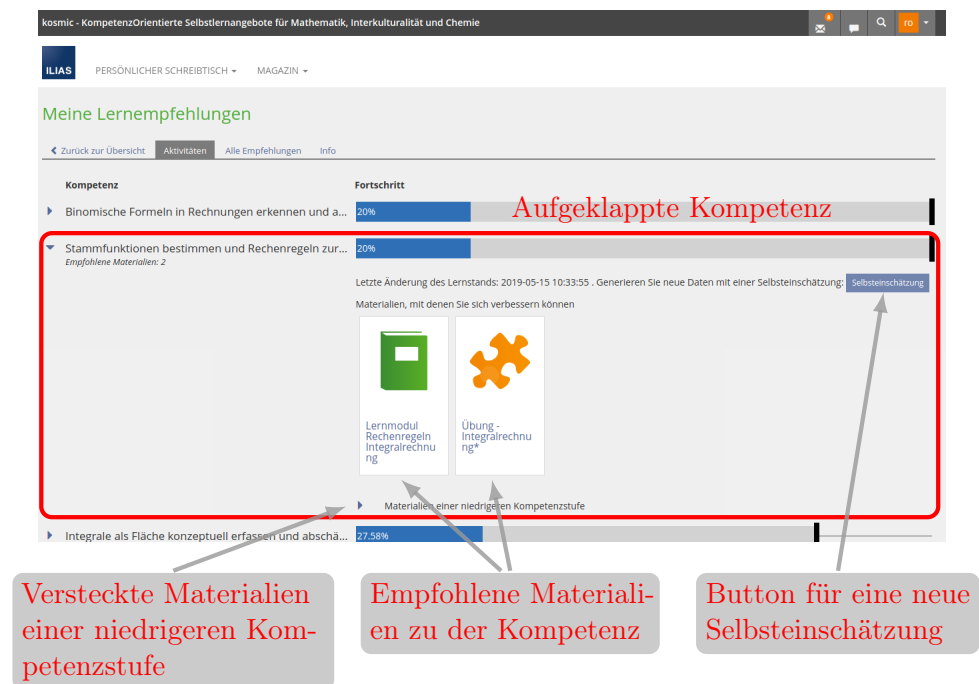 kosmic - KompetenzOrientierte Selbstlernangebote für Mathematik, Interkulturalität und Chemie
8
ro
ILIAS
PERSÖNLICHER SCHREIBTISCH
MAGAZIN
Meine Lernempfehlungen
Zurück zur Übersicht
Aktivitäten
Alle Empfehlungen
Info
Kompetenz
Fortschritt
Binomische Formeln in Rechnungen erkennen und a...
20%
Aufgeklappte Kompetenz
Stammfunktionen bestimmen und Rechenregeln zur...
20%
Empfohlene Materialien: 2
Letzte Änderung des Lernstands: 2019-05-15 10:33:55 . Generieren Sie neue Daten mit einer Selbsteinschätzung:
Selbsteinschätzung
Materialien, mit denen Sie sich verbessern können
Lernmodul
Rechenregeln
Integralrechnu
ng
Übung -
Integralrechnu
ng*
Materialien einer niedrigeren Kompetenzstufe
Integrale als Fläche konzeptuell erfassen und abschä...
27.58%
Versteckte Materialien
einer niedrigeren Kom-
petenzstufe
Empfohlene Materiali-
en zu der Kompetenz
Button für eine neue
Selbsteinschätzung